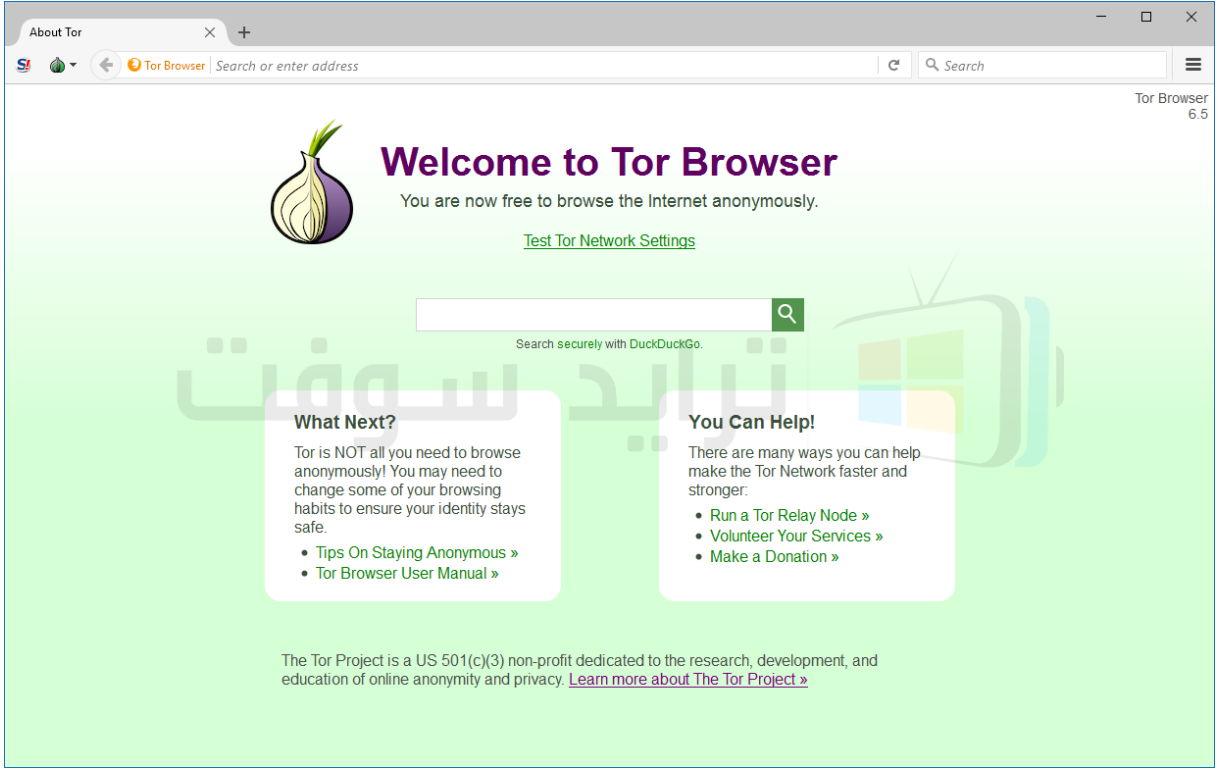 About Tor
Tor Browser
Search or enter address
Search
Tor Browser
6.5
Welcome to Tor Browser
You are now free to browse the Internet anonymously.
Test Tor Network Settings
Search securely with DuckDuckGo.
ترايد سوفت
What Next?
Tor is NOT all you need to browse
anonymously! You may need to
change some of your browsing
habits to ensure your identity stays
safe.
• Tips On Staying Anonymous »
• Tor Browser User Manual »
You Can Help!
There are many ways you can help
make the Tor Network faster and
stronger:
• Run a Tor Relay Node »
• Volunteer Your Services »
• Make a Donation »
The Tor Project is a US 501(c)(3) non-profit dedicated to the research, development, and
education of online anonymity and privacy. Learn more about The Tor Project »